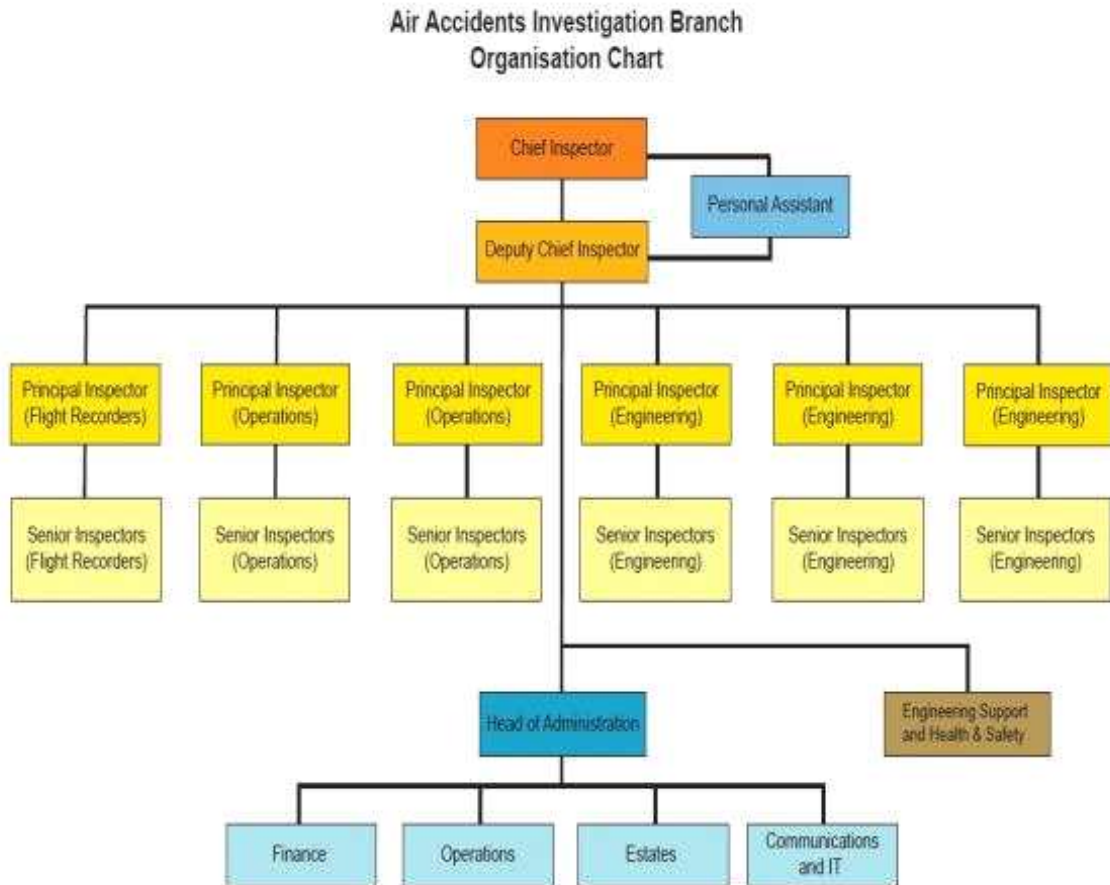 Air Accidents Investigation Branch
Organisation Chart
Chief Inspector
Personal Assistant
Deputy Chief Inspector
Principal Inspector
(Flight Recorders)
Principal Inspector
(Operations)
Principal Inspector
(Operations)
Principal Inspector
(Engineering)
Principal Inspector
(Engineering)
Principal Inspector
(Engineering)
Senior Inspectors
(Flight Recorders)
Senior Inspectors
(Operations)
Senior Inspectors
(Operations)
Senior Inspectors
(Engineering)
Senior Inspectors
(Engineering)
Senior Inspectors
(Engineering)
Head of Administration
Engineering Support
and Health & Safety
Finance
Operations
Estates
Communications
and IT